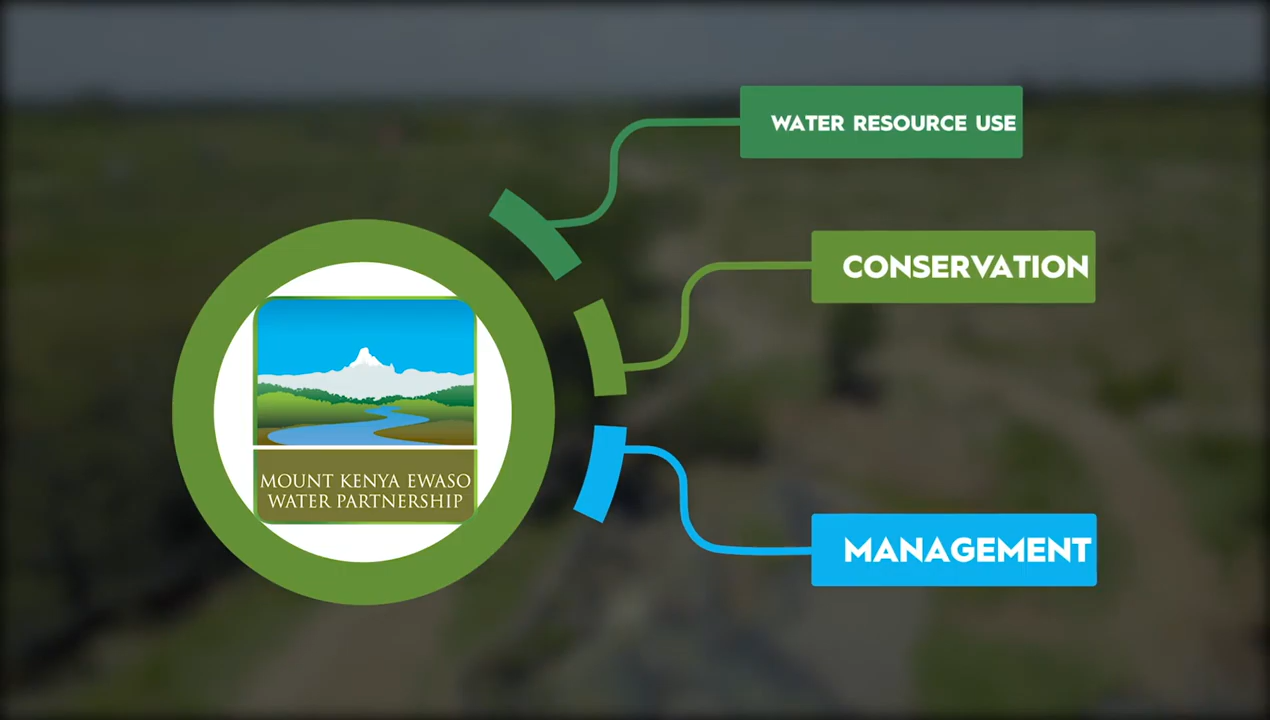 WATER RESOURCE USE
CONSERVATION
MOUNT KENYA EWASO
WATER PARTNERSHIP
MANAGEMENT